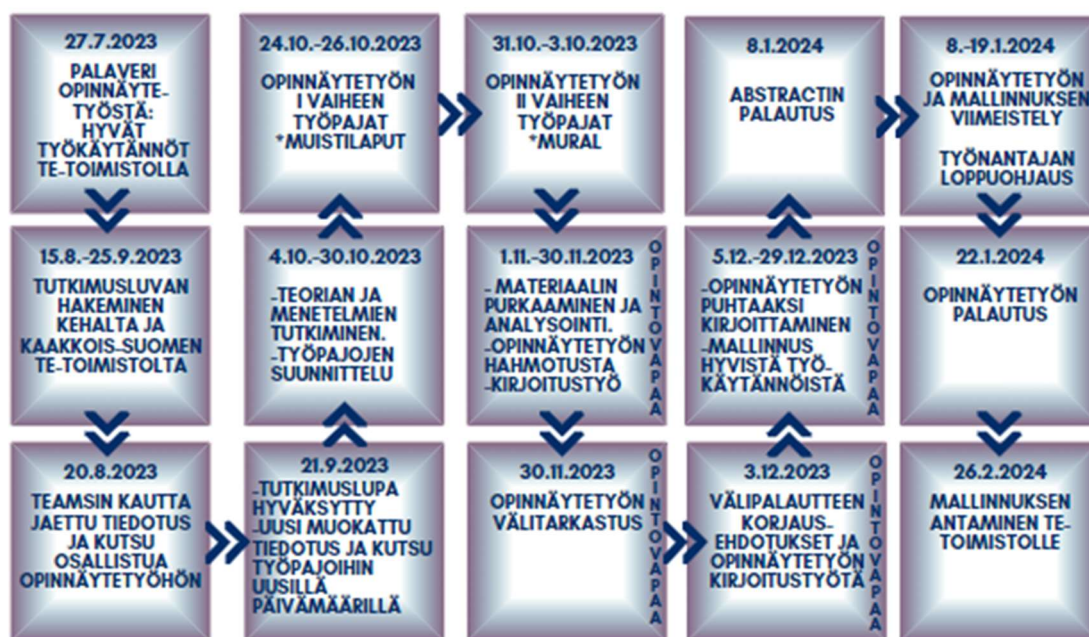 27.7.2023
PALAVERI
OPINNÄYTE-
TYÖSTÄ:
HYVÄT
TYÖKÄYTÄNNÖT
TE-TOIMISTOLLA
15.8.-25.9.2023
TUTKIMUSLUVAN
HAKEMINEN
KEHALTA JA
KAAKKOIS-SUOMEN
TE-TOIMISTOLTA
20.8.2023
TEAMSIN KAUTTA
JAETTU TIEDOTUS
JA KUTSU
OSALLISTUA
OPINNÄYTETYÖHÖN
21.9.2023
-TUTKIMUSLUPA
HYVÄKSYTTY
-UUSI MUOKATTU
TIEDOTUS JA KUTSU
TYÖPAJOIHIN
UUSILLA
PÄIVÄMÄÄRILLÄ
4.10.-30.10.2023
-TEORIAN JA
MENETELMIEN
TUTKIMINEN.
-TYÖPAJOJEN
SUUNNITTELU
24.10.-26.10.2023
OPINNÄYTETYÖN
I VAIHEEN
TYÖPAJAT
*MUISTILAPUT
31.10.-3.10.2023
OPINNÄYTETYÖN
II VAIHEEN
TYÖPAJAT
*MURAL
1.11.-30.11.2023
- MATERIAALIN
PURKAAMINEN JA
ANALYSOINTI.
-OPINNÄYTETYÖN
HAHMOTUSTA
-KIRJOITUSTYÖ
OPINTOVAPAA
30.11.2023
OPINNÄYTETYÖN
VÄLITARKASTUS
OPINTOVAPAA
3.12.2023
VÄLIPALAUTTEEN
KORJAUS-
EHDOTUKSET JA
OPINNÄYTETYÖN
KIRJOITUSTYÖTÄ
OPINTOVAPAA
5.12.-29.12.2023
-OPINNÄYTETYÖN
PUHTAAKSI
KIRJOITTAMINEN
-MALLINNUS
HYVISTÄ TYÖ-
KÄYTÄNNÖISTÄ
OPINTOVAPAA
8.1.2024
ABSTRACTIN
PALAUTUS
8.-19.1.2024
OPINNÄYTETYÖN
JA MALLINNUKSEN
VIIMEISTELY
TYÖNANTAJAN
LOPPUOHJAUS
22.1.2024
OPINNÄYTETYÖN
PALAUTUS
26.2.2024
MALLINNUKSEN
ANTAMINEN TE-
TOIMISTOLLE